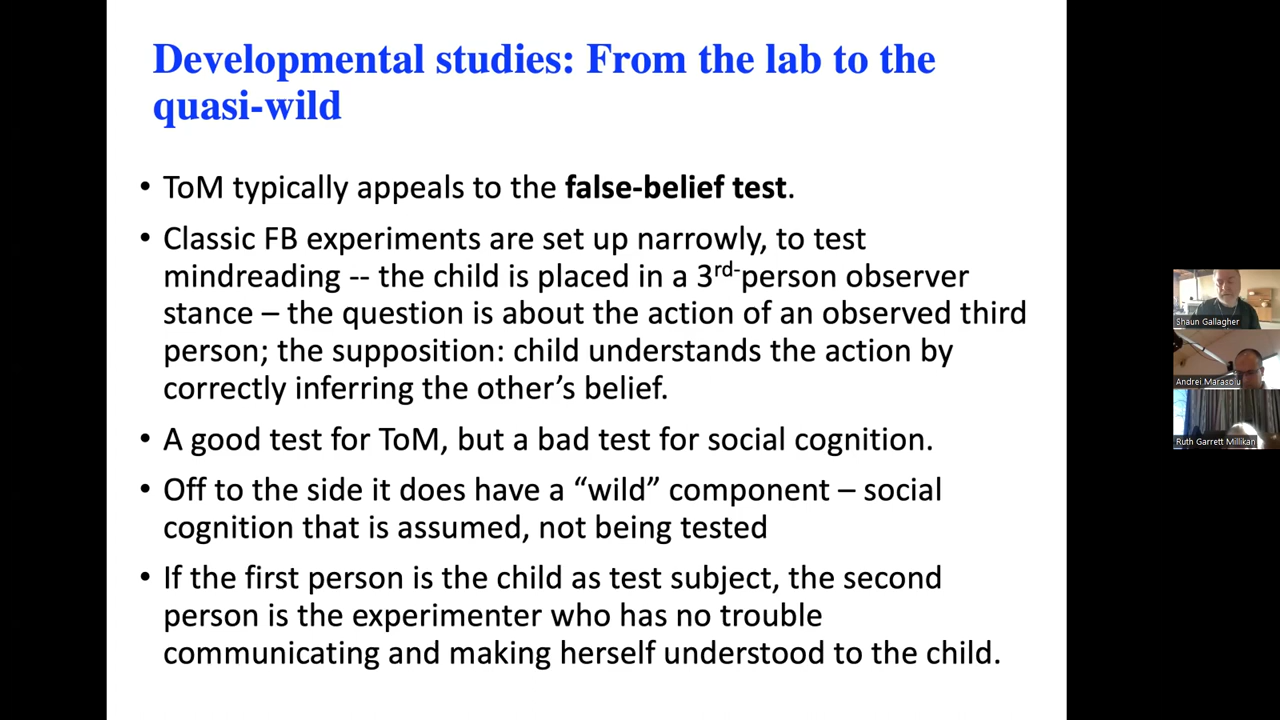 Developmental studies: From the lab to the
quasi-wild
• ToM typically appeals to the false-belief test.
• Classic FB experiments are set up narrowly, to test
mindreading -- the child is placed in a 3rd-person observer
stance – the question is about the action of an observed third
person; the supposition: child understands the action by
correctly inferring the other’s belief.
• A good test for ToM, but a bad test for social cognition.
• Off to the side it does have a “wild” component – social
cognition that is assumed, not being tested
• If the first person is the child as test subject, the second
person is the experimenter who has no trouble
communicating and making herself understood to the child.
Shaun Gallagher
Andrei Marasoiu
Ruth Garrett Millikan